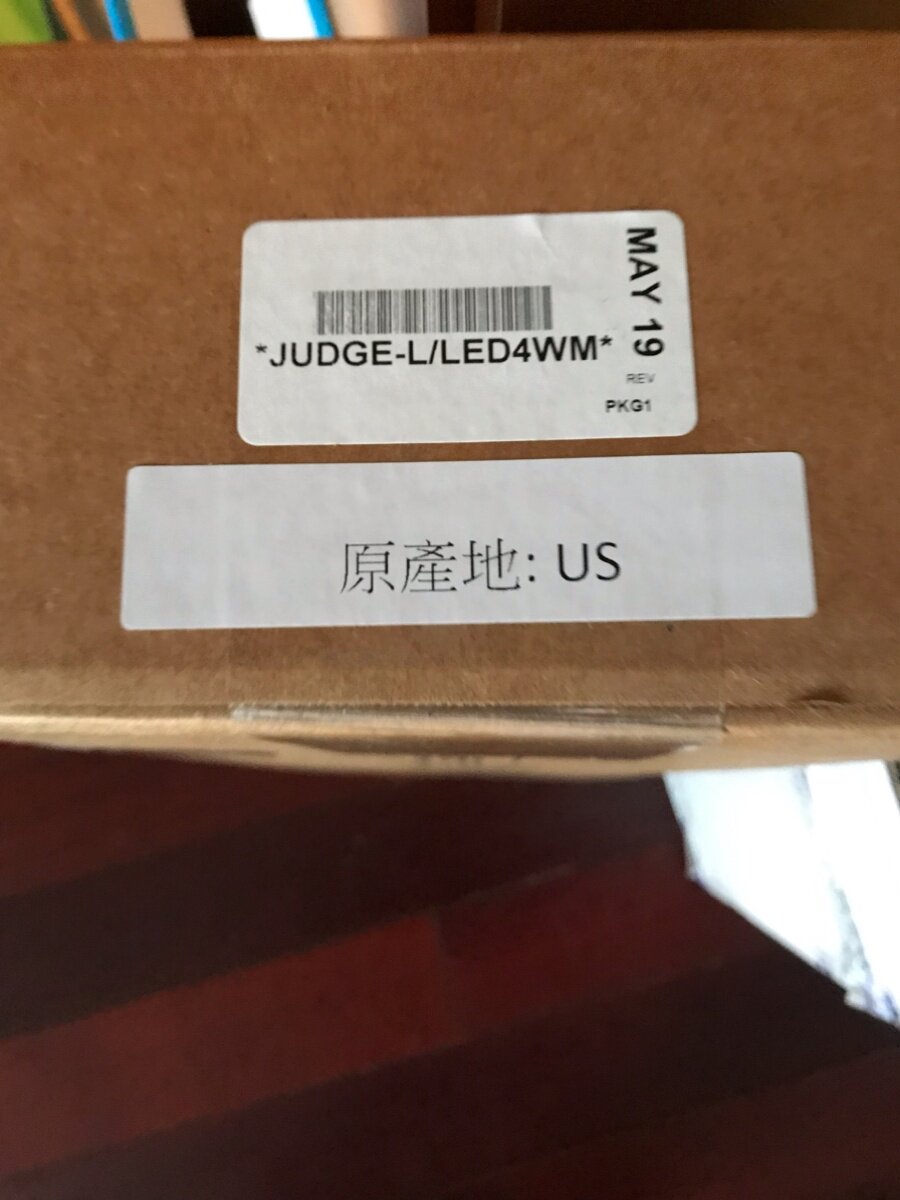 *JUDGE-L/LED4WM*
MAY 19
REV
PKG1
原產地: US